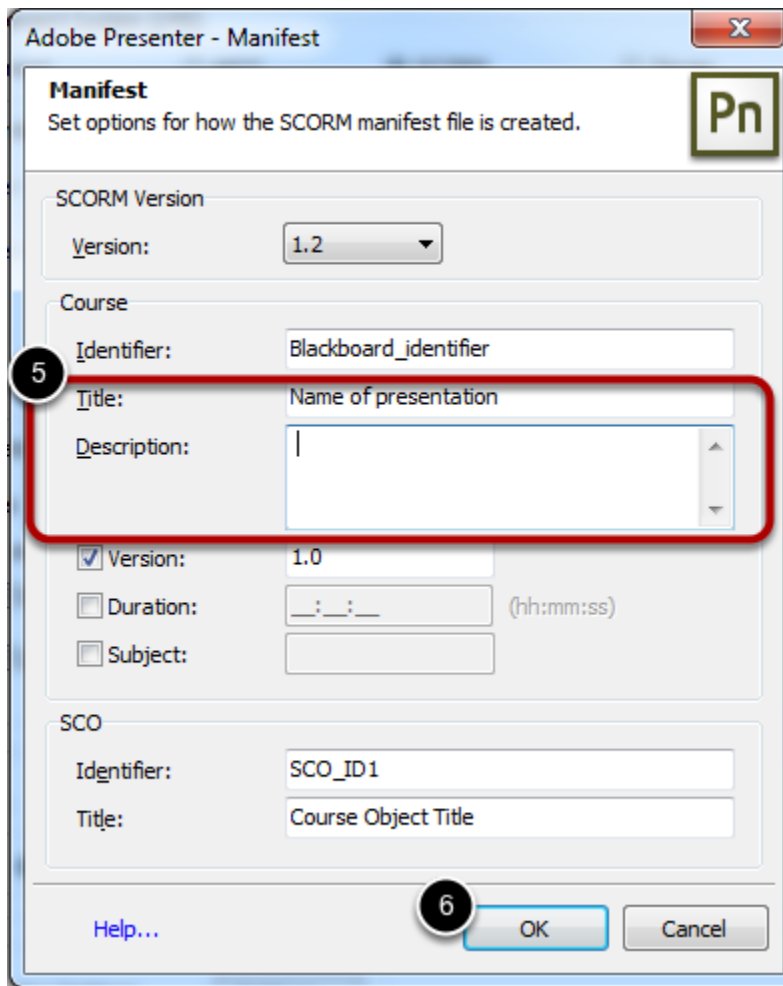 Adobe Presenter - Manifest
Manifest
Set options for how the SCORM manifest file is created.
Pn
SCORM Version
Version: 1.2
Course
Identifier: Blackboard_identifier
5
Title: Name of presentation
Description:
Version: 1.0
Duration: __:__:__ (hh:mm:ss)
Subject:
SCO
Identifier: SCO_ID1
Title: Course Object Title
6
Help... OK Cancel